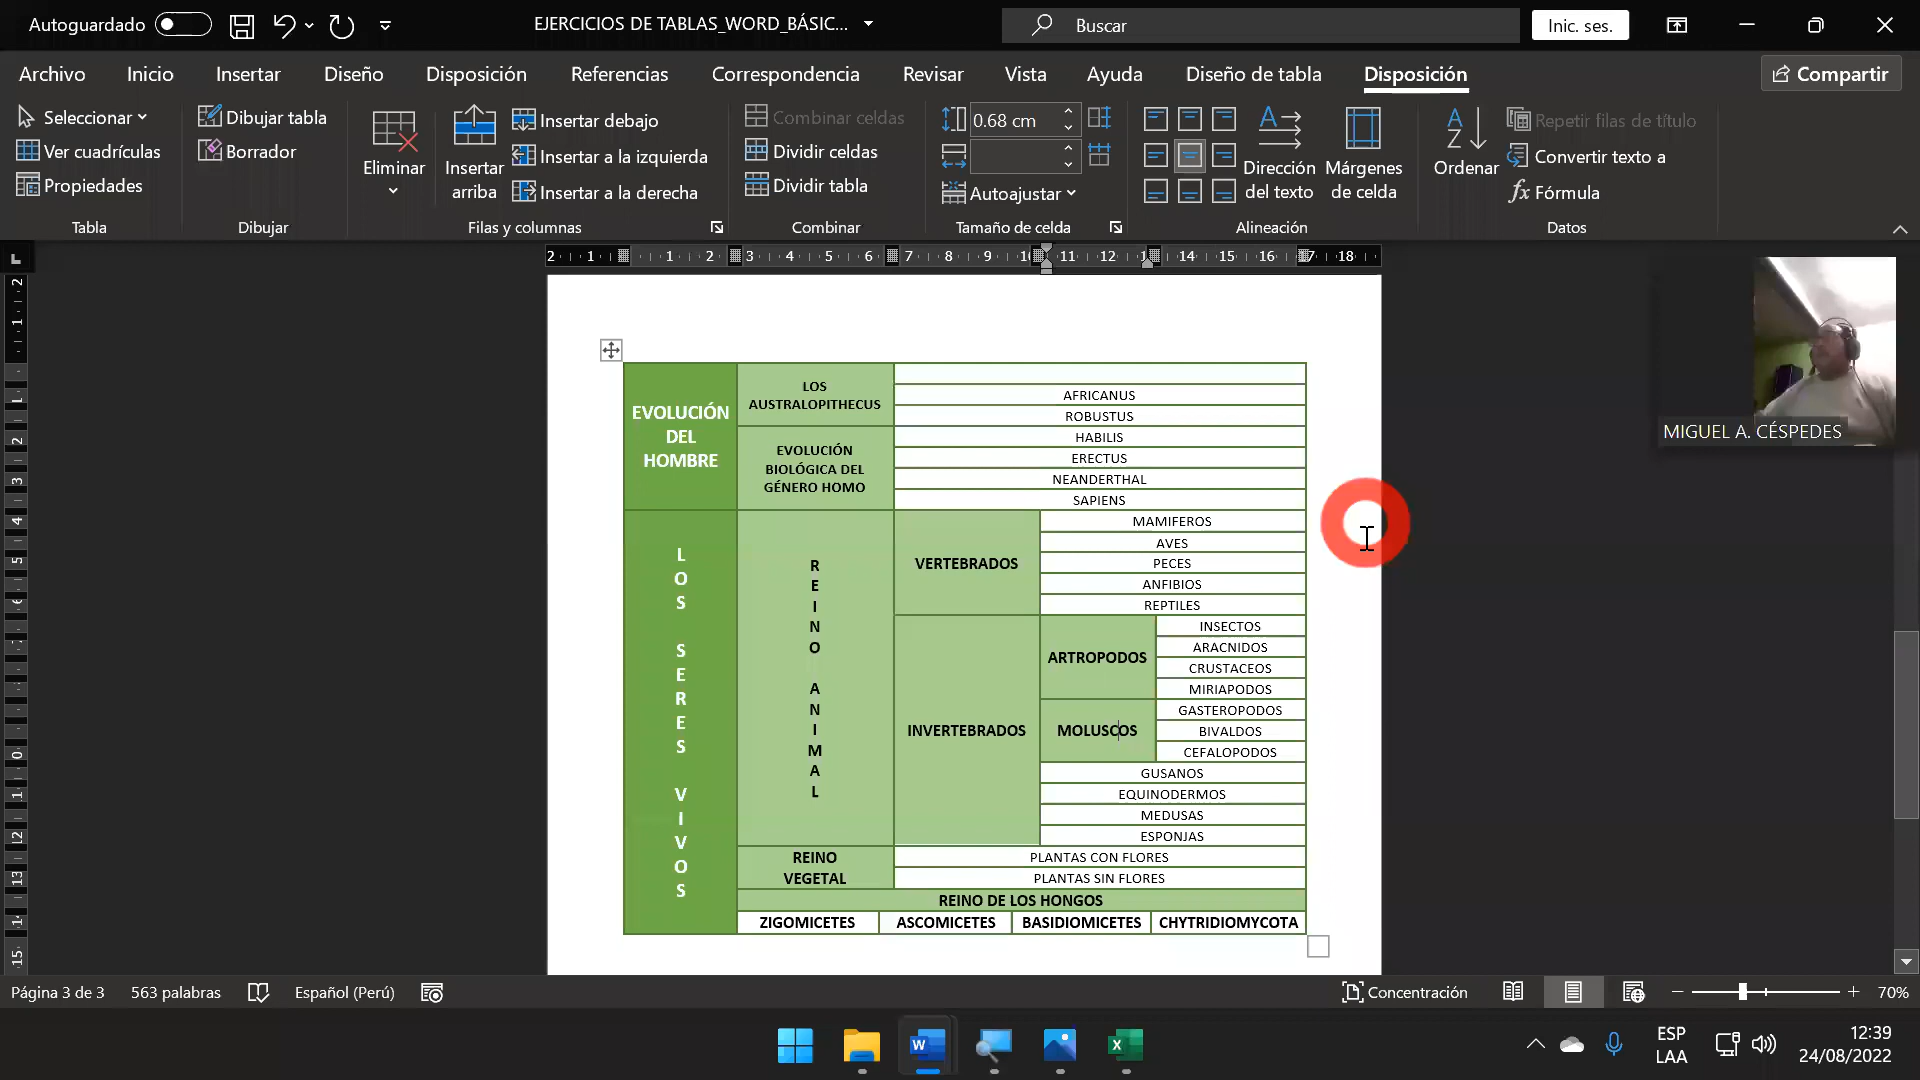 Autoguardado
EJERCICIOS DE TABLAS_WORD_BÁSIC...
Buscar
Inic. ses.
Archivo Inicio Insertar Diseño Disposición Referencias Correspondencia Revisar Vista Ayuda Diseño de tabla Disposición
Compartir
Seleccionar
Ver cuadrículas
Propiedades
Tabla
Dibujar tabla
Borrador
Dibujar
Eliminar
Insertar
arriba
Insertar debajo
Insertar a la izquierda
Insertar a la derecha
Filas y columnas
Combinar celdas
Dividir celdas
Dividir tabla
Combinar
0.68 cm
Autoajustar
Tamaño de celda
Dirección
del texto
Márgenes
de celda
Alineación
Ordenar
Repetir filas de título
Convertir texto a
Fórmula
Datos
MIGUEL A. CÉSPEDES
EVOLUCIÓN
DEL
HOMBRE
LOS
AUSTRALOPITHECUS
AFRICANUS
ROBUSTUS
EVOLUCIÓN
BIOLÓGICA DEL
GÉNERO HOMO
HABILIS
ERECTUS
NEANDERTHAL
SAPIENS
LOS SERES VIVOS
REINO ANIMAL
VERTEBRADOS
MAMIFEROS
AVES
PECES
ANFIBIOS
REPTILES
INVERTEBRADOS
ARTROPODOS
INSECTOS
ARACNIDOS
CRUSTACEOS
MIRIAPODOS
MOLUSCOS
GASTEROPODOS
BIVALDOS
CEFALOPODOS
GUSANOS
EQUINODERMOS
MEDUSAS
ESPONJAS
REINO
VEGETAL
PLANTAS CON FLORES
PLANTAS SIN FLORES
REINO DE LOS HONGOS
ZIGOMICETES ASCOMICETES BASIDIOMICETES CHYTRIDIOMYCOTA
Página 3 de 3 563 palabras Español (Perú)
Concentración
70%
ESP
LAA
12:39
24/08/2022